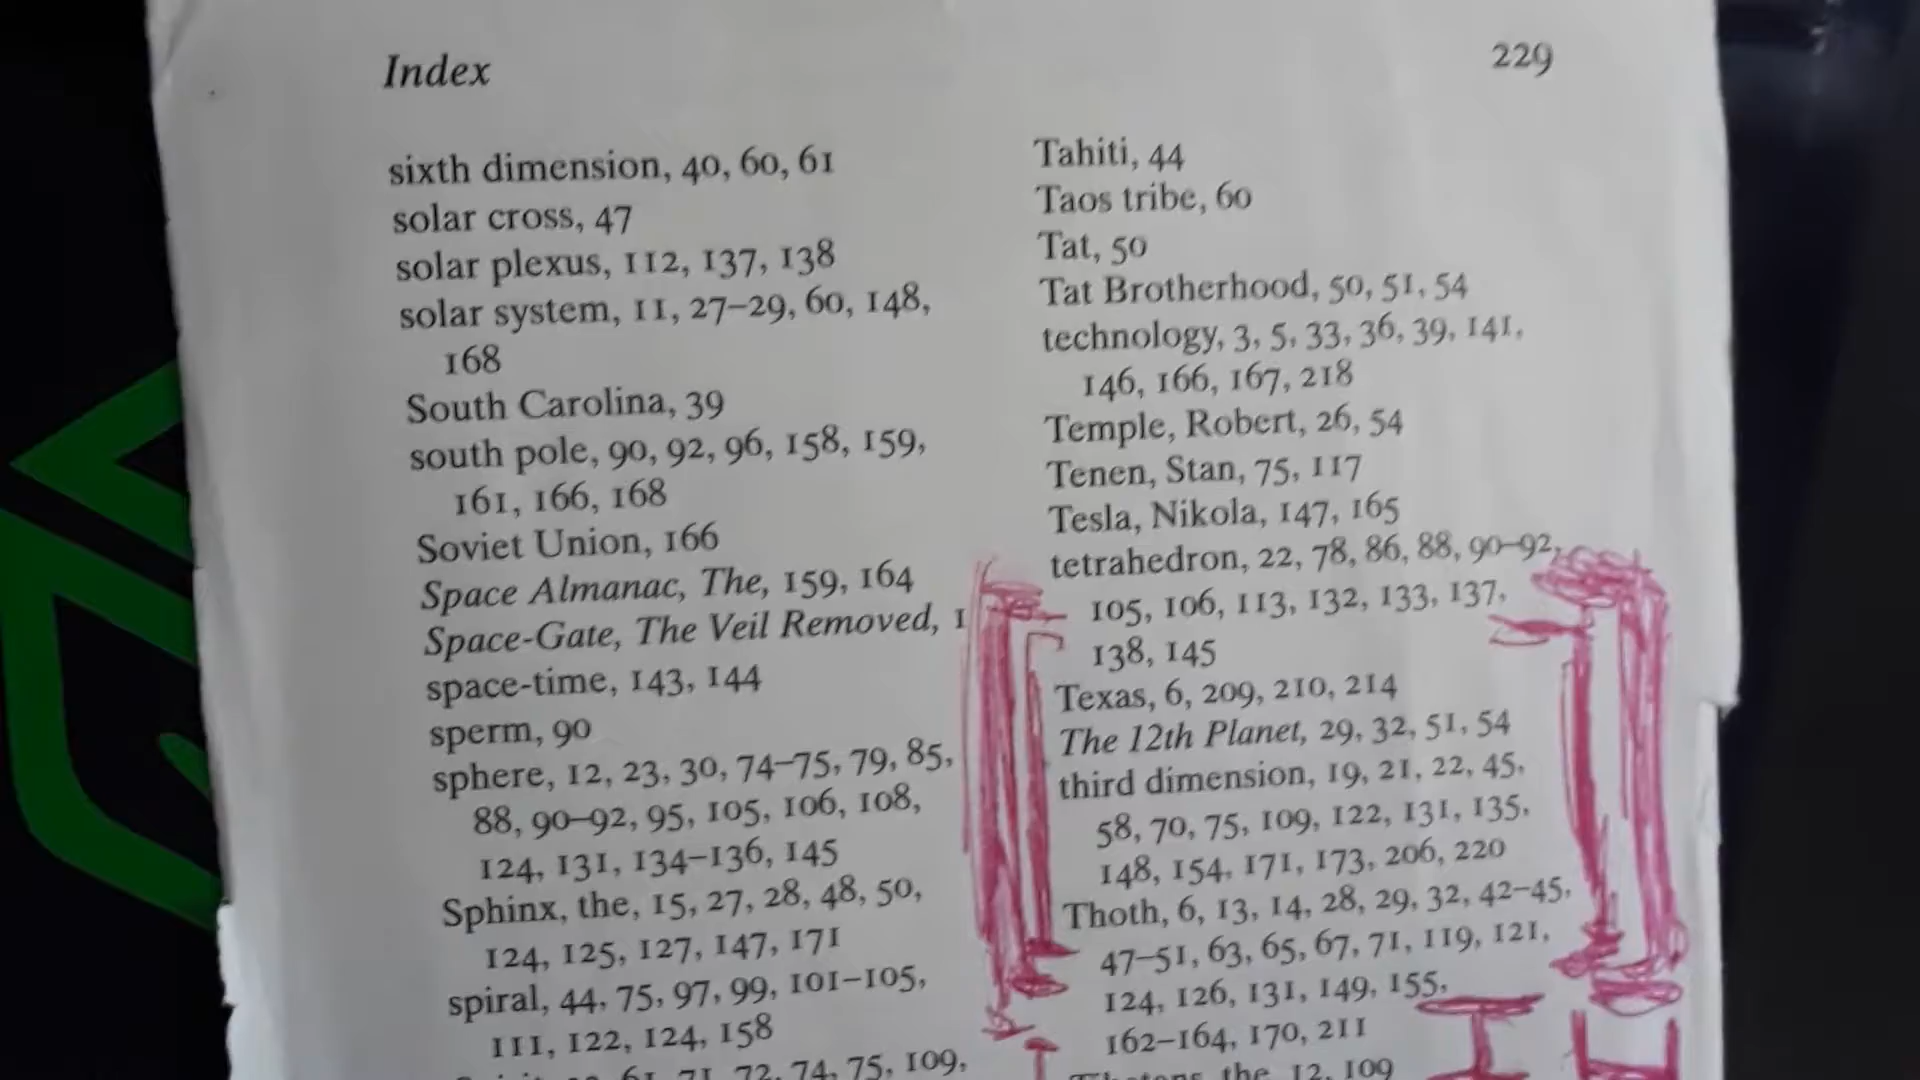 Index
229
sixth dimension, 40, 60, 61
solar cross, 47
solar plexus, 112, 137, 138
solar system, 11, 27–29, 60, 148,
168
South Carolina, 39
south pole, 90, 92, 96, 158, 159,
161, 166, 168
Soviet Union, 166
Space Almanac, The, 159, 164
Space-Gate, The Veil Removed, 1
space-time, 143, 144
sperm, 90
sphere, 12, 23, 30, 74–75, 79, 85,
88, 90–92, 95, 105, 106, 108,
124, 131, 134–136, 145
Sphinx, the, 15, 27, 28, 48, 50,
124, 125, 127, 147, 171
spiral, 44, 75, 97, 99, 101–105,
111, 122, 124, 158
61, 71, 72, 74, 75, 109,
Tahiti, 44
Taos tribe, 60
Tat, 50
Tat Brotherhood, 50, 51, 54
technology, 3, 5, 33, 36, 39, 141,
146, 166, 167, 218
Temple, Robert, 26, 54
Tenen, Stan, 75, 117
Tesla, Nikola, 147, 165
tetrahedron, 22, 78, 86, 88, 90–92,
105, 106, 113, 132, 133, 137,
138, 145
Texas, 6, 209, 210, 214
The 12th Planet, 29, 32, 51, 54
third dimension, 19, 21, 22, 45,
58, 70, 75, 109, 122, 131, 135,
148, 154, 171, 173, 206, 220
Thoth, 6, 13, 14, 28, 29, 32, 42–45,
47–51, 63, 65, 67, 71, 119, 121,
124, 126, 131, 149, 155,
162–164, 170, 211
the, 12, 109